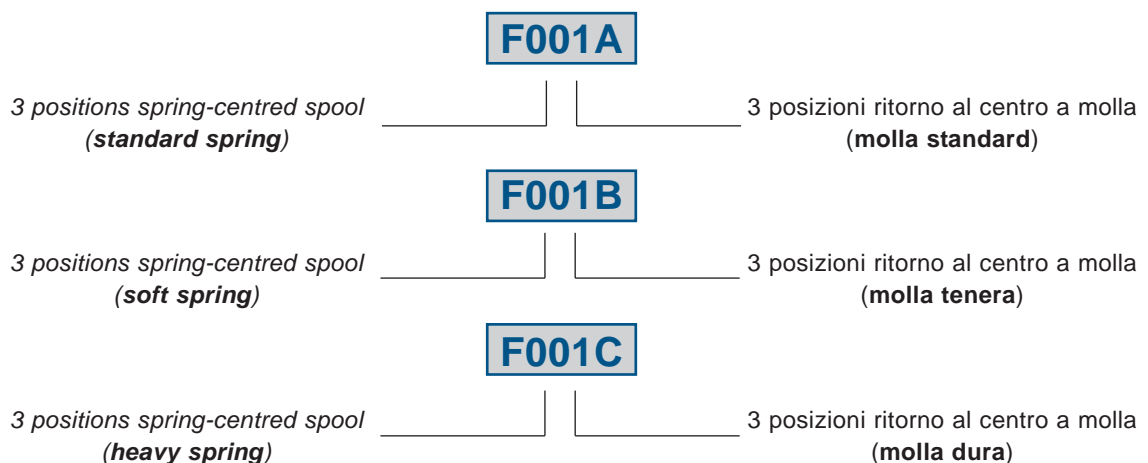 F001A
3 positions spring-centred spool
(standard spring)
3 posizioni ritorno al centro a molla
(molla standard)
F001B
3 positions spring-centred spool
(soft spring)
3 posizioni ritorno al centro a molla
(molla tenera)
F001C
3 positions spring-centred spool
(heavy spring)
3 posizioni ritorno al centro a molla
(molla dura)